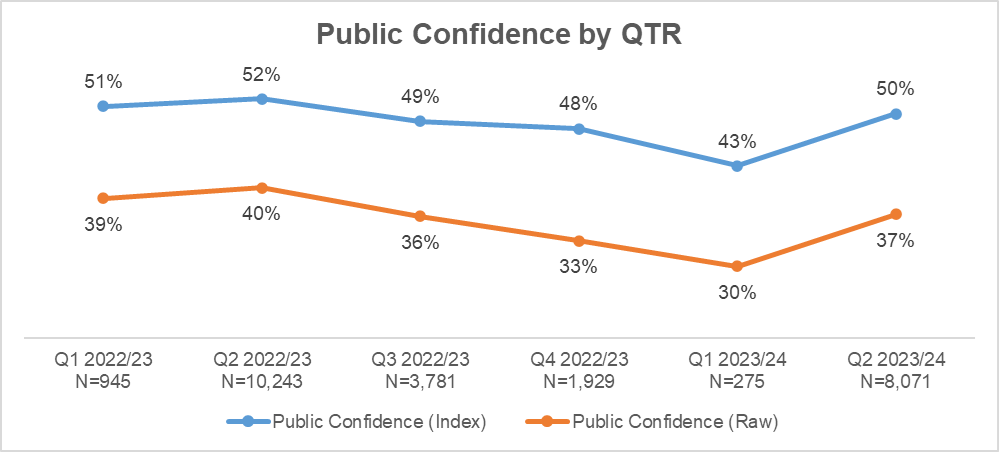 Public Confidence by QTR
51%
52%
49%
48%
43%
50%
39%
40%
36%
33%
30%
37%
Q1 2022/23
N=945
Q2 2022/23
N=10,243
Q3 2022/23
N=3,781
Q4 2022/23
N=1,929
Q1 2023/24
N=275
Q2 2023/24
N=8,071
Public Confidence (Index)
Public Confidence (Raw)